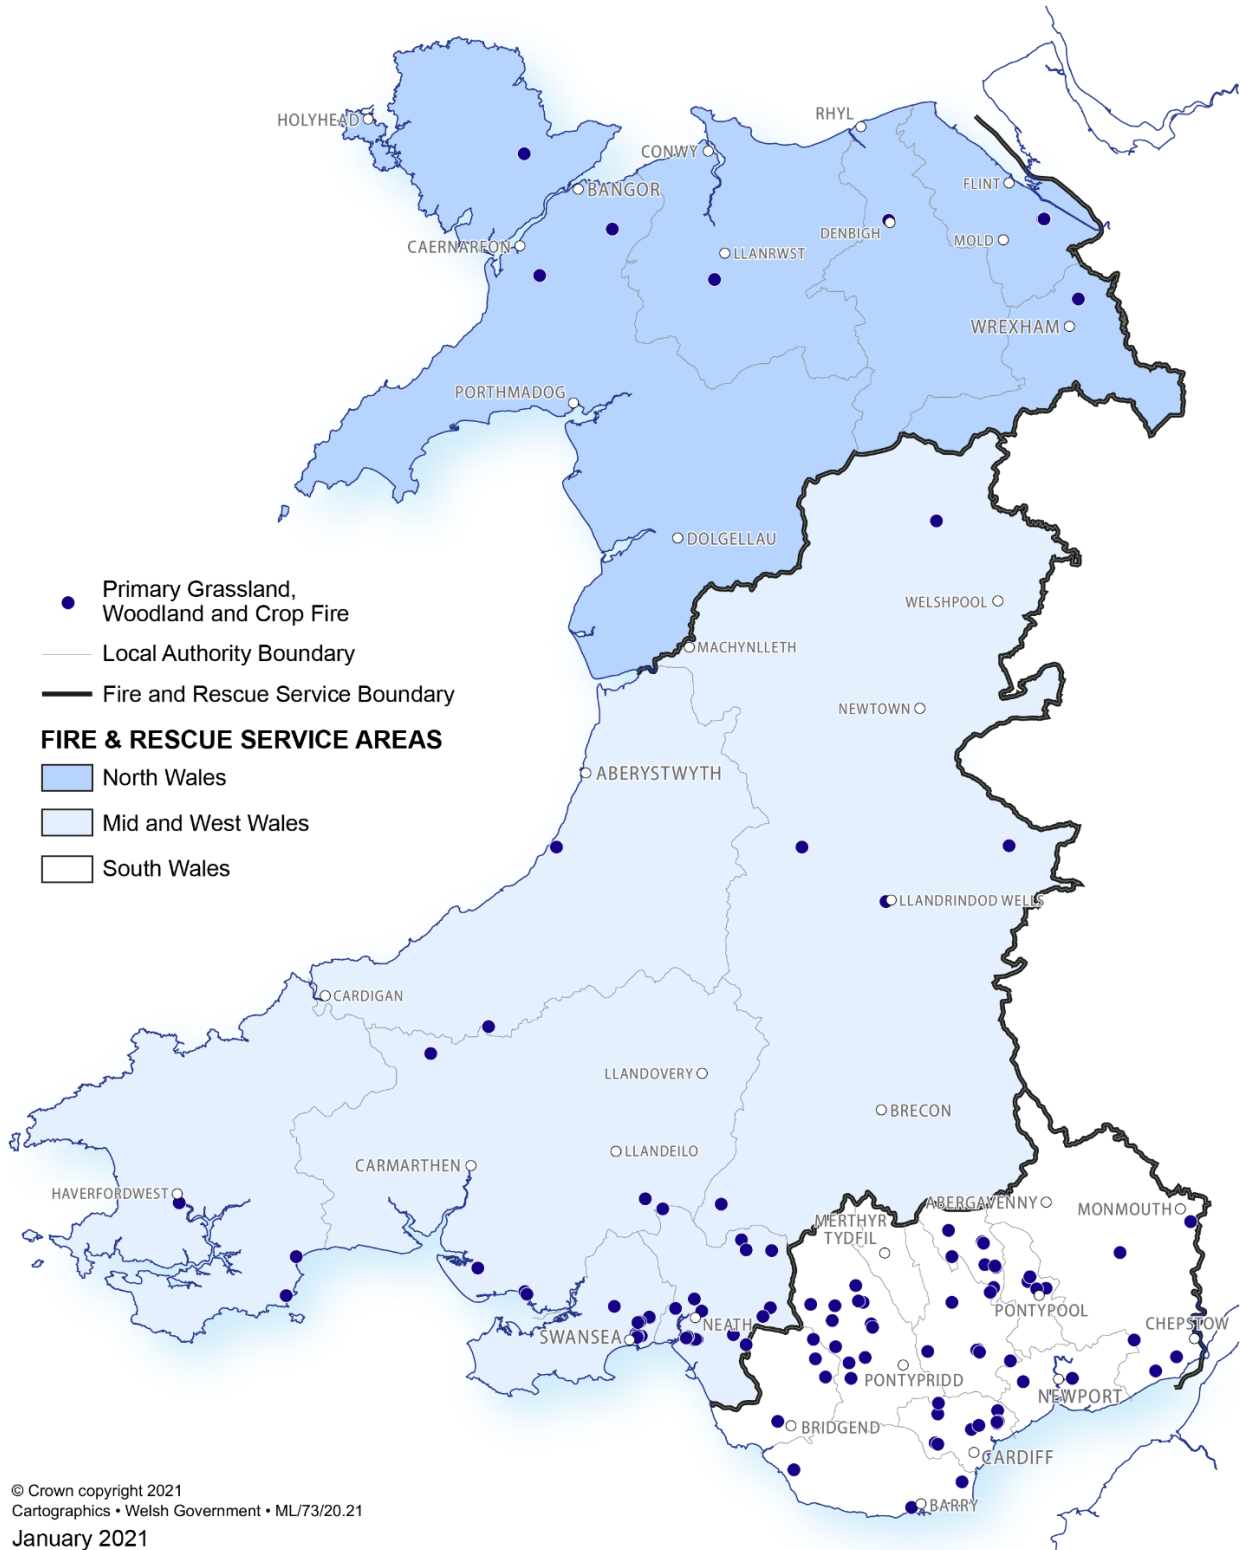 HOLYHEAD
RHYL
CONWY
BANGOR
FLINT
CAERNARFON
DENBIGH
MOLD
LLANRWST
WREXHAM
PORTHMADOG
DOLGELLAU
Primary Grassland,
Woodland and Crop Fire
WELSHPOOL
Local Authority Boundary
MACHYNLLETH
Fire and Rescue Service Boundary
NEWTOWN
FIRE & RESCUE SERVICE AREAS
North Wales
ABERYSTWYTH
Mid and West Wales
South Wales
LLANDRINDOD WELLS
CARDIGAN
LLANDOVERY
BRECON
LLANDEILO
CARMARTHEN
HAVERFORDWEST
ABERGAVENNY
MONMOUTH
MERTHYR
TYDFIL
PONTYPOOL
CHEPSTOW
NEATH
SWANSEA
PONTYPRIDD
NEWPORT
BRIDGEND
CARDIFF
BARRY
© Crown copyright 2021
Cartographics • Welsh Government • ML/73/20.21
January 2021